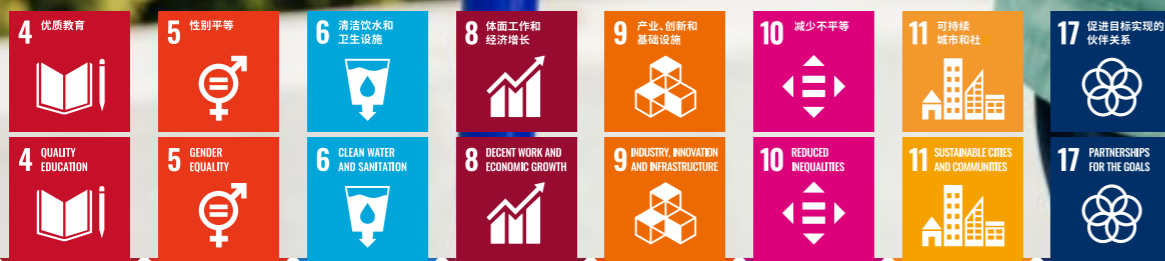 4 优质教育
5 性别平等
6 清洁饮水和
卫生设施
8 体面工作和
经济增长
9 产业、创新和
基础设施
10 减少不平等
11 可持续
城市和社
17 促进目标实现的
伙伴关系
4 QUALITY
EDUCATION
5 GENDER
EQUALITY
6 CLEAN WATER
AND SANITATION
8 DECENT WORK AND
ECONOMIC GROWTH
9 INDUSTRY, INNOVATION
AND INFRASTRUCTURE
10 REDUCED
INEQUALITIES
11 SUSTAINABLE CITIES
AND COMMUNITIES
17 PARTNERSHIPS
FOR THE GOALS